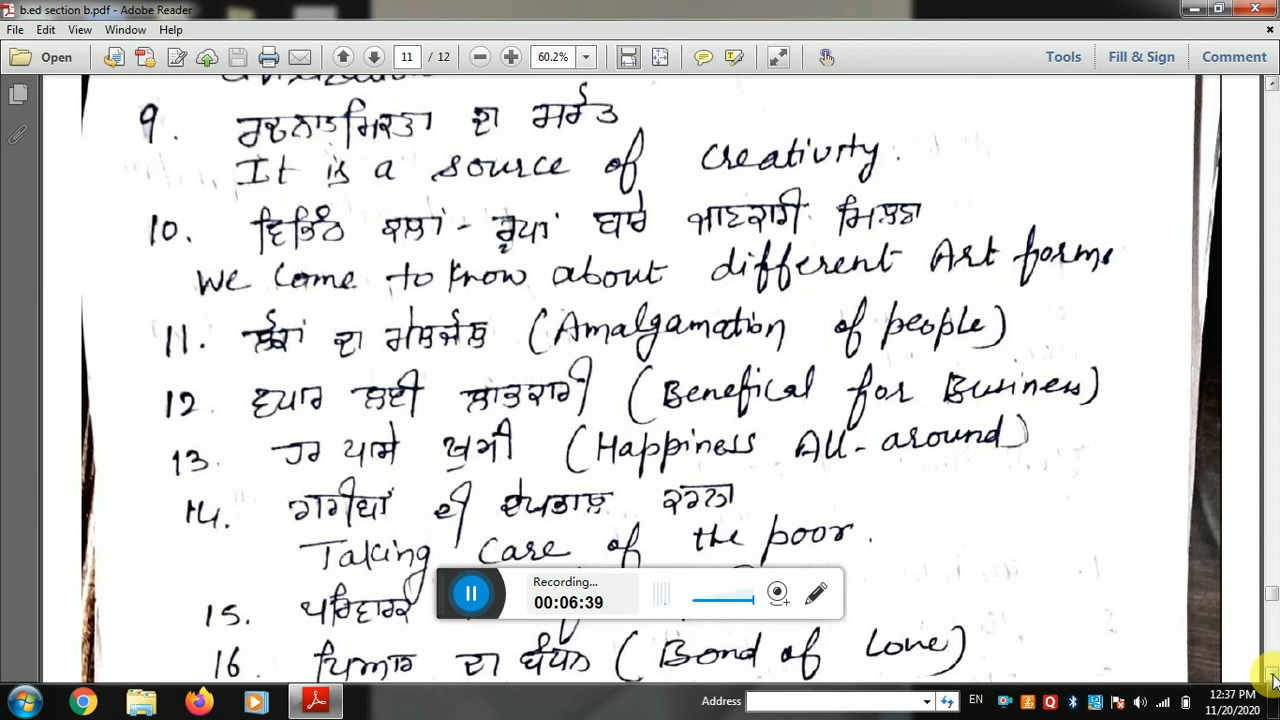 b.ed section b.pdf - Adobe Reader
File Edit View Window Help
Open 11 / 12 60.2% Tools Fill & Sign Comment
9. ਰਚਨਾਤਮਿਕਤਾ ਦਾ ਸਰੋਤ
It is a source of creativity.
10. ਵਿਭਿੰਨ ਕਲਾਂ - ਰੂਪਾਂ ਬਾਰੇ ਜਾਣਕਾਰੀ ਮਿਲਣਾ
We come to know about different Art forms
11. ਲੋਕਾਂ ਦਾ ਮੇਲਜੋਲ (Amalgamation of people)
12. ਵਪਾਰ ਲਈ ਲਾਭਕਾਰੀ (Benefical for Business)
13. ਹਰ ਪਾਸੇ ਖੁਸ਼ੀ (Happiness All-around)
14. ਗਰੀਬਾਂ ਦੀ ਦੇਖਭਾਲ ਕਰਨਾ
Taking care of the poor.
Recording...
00:06:39
15. ਪਰਿਵਾਰਕ
16 ਪਿਆਰ ਦਾ ਬੰਧਨ (Bond of love)
Address EN 12:37 PM
11/20/2020